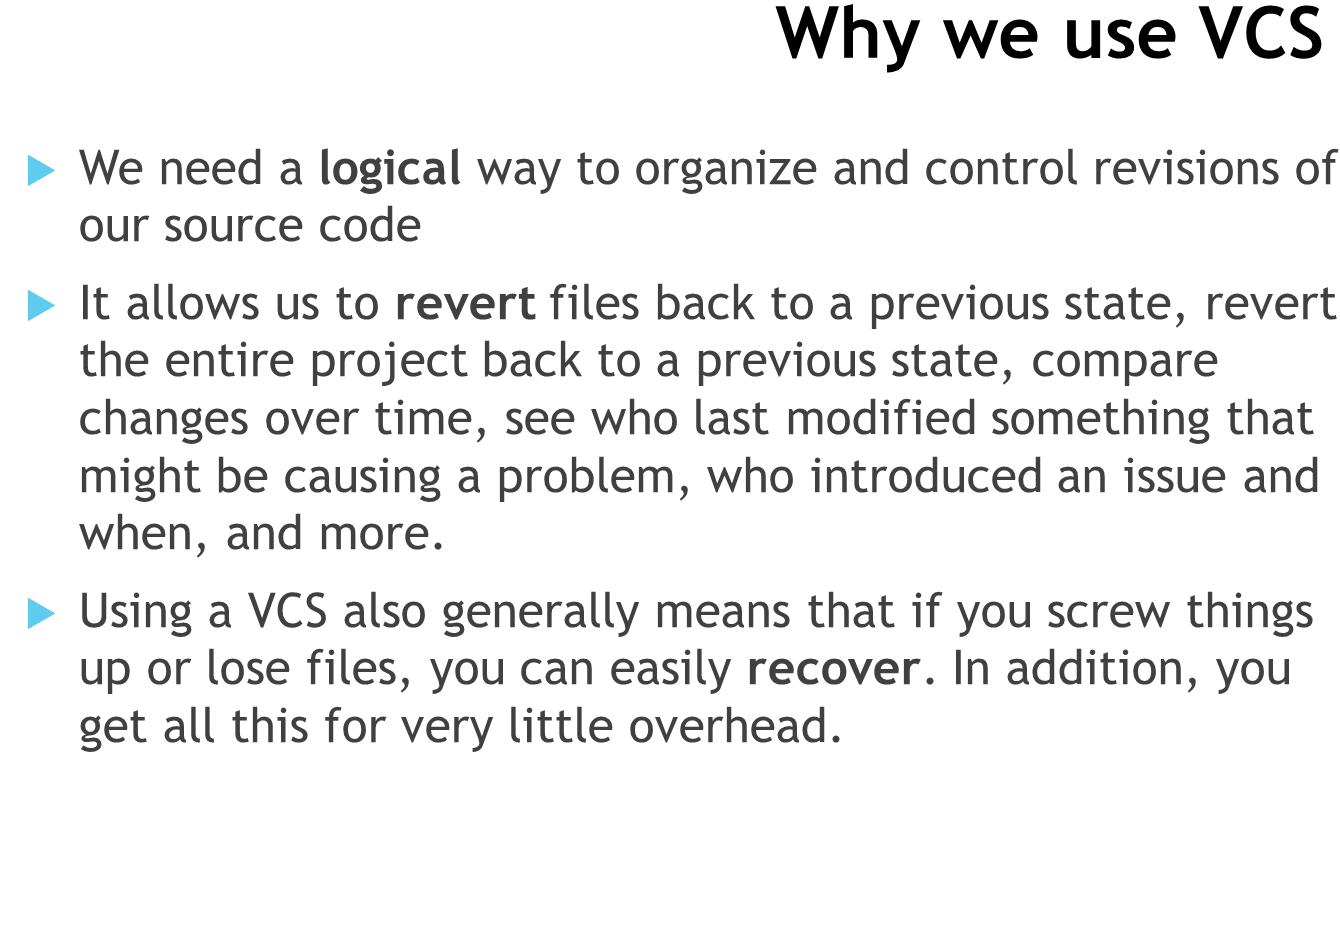 Why we use VCS
We need a logical way to organize and control revisions of
our source code
It allows us to revert files back to a previous state, revert
the entire project back to a previous state, compare
changes over time, see who last modified something that
might be causing a problem, who introduced an issue and
when, and more.
Using a VCS also generally means that if you screw things
up or lose files, you can easily recover. In addition, you
get all this for very little overhead.